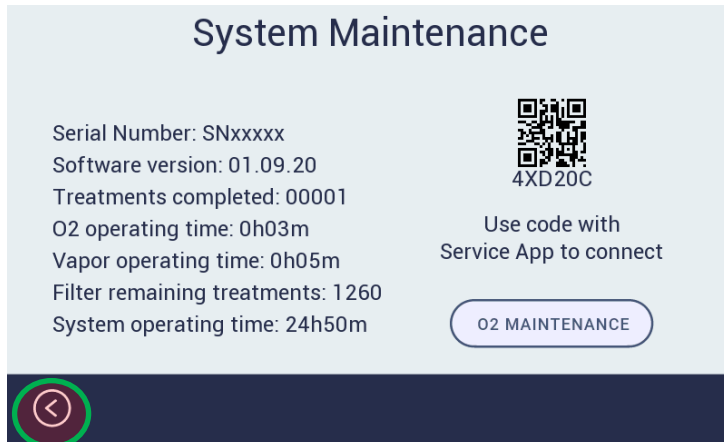 System Maintenance
Serial Number: SNxxxxx
Software version: 01.09.20
Treatments completed: 00001
O2 operating time: 0h03m
Vapor operating time: 0h05m
Filter remaining treatments: 1260
System operating time: 24h50m
4XD20C
Use code with
Service App to connect
O2 MAINTENANCE